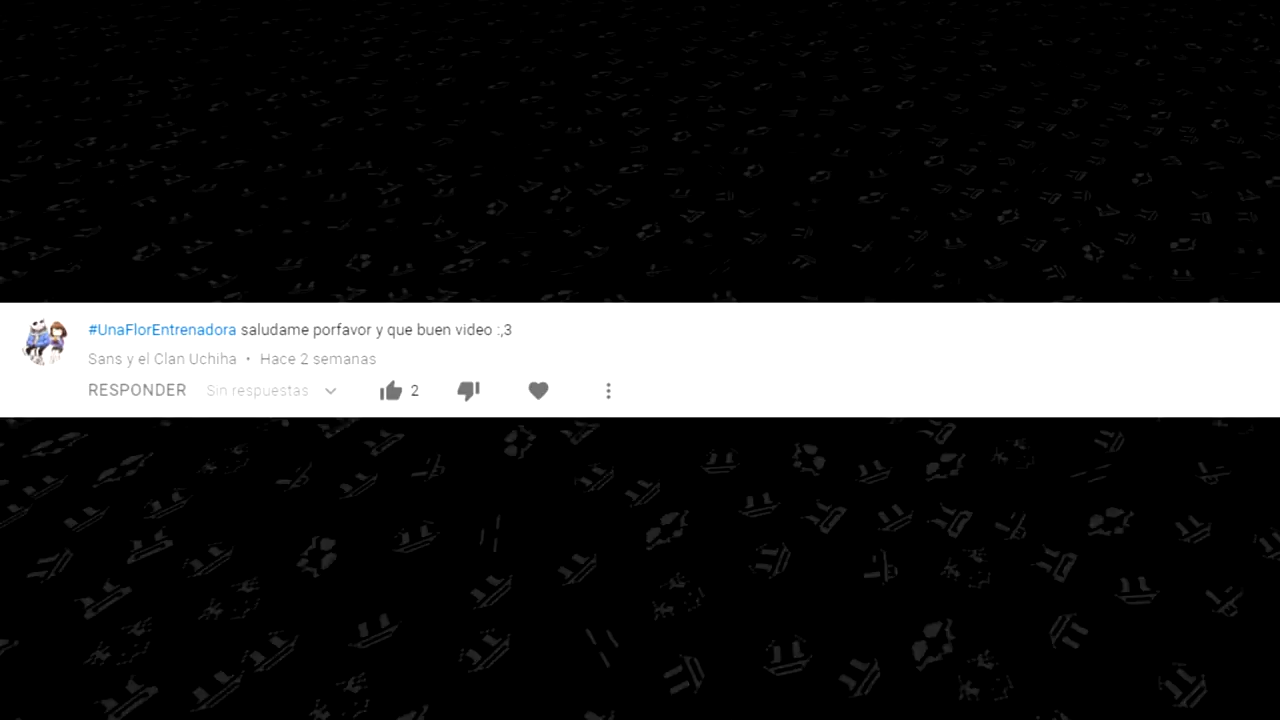 #UnaFlorEntrenadora saludame porfavor y que buen video :,3
Sans y el Clan Uchiha • Hace 2 semanas
RESPONDER Sin respuestas 2